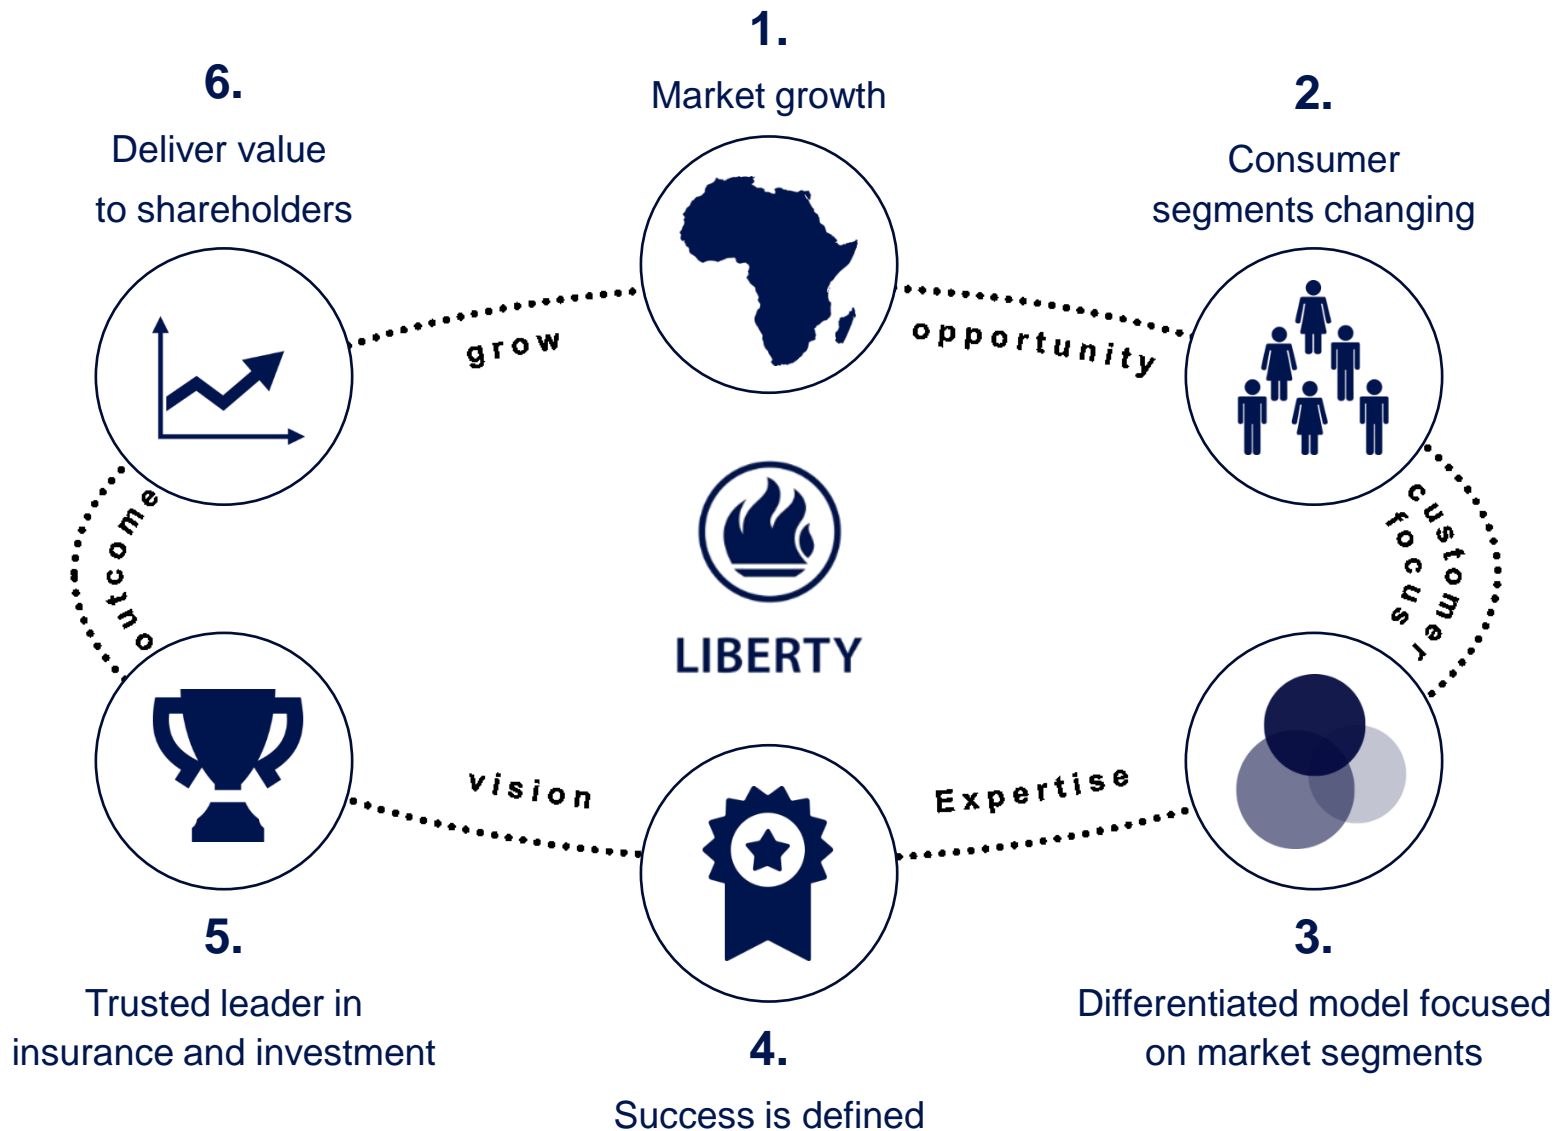 1.
Market growth
2.
Consumer
segments changing
3.
Differentiated model focused
on market segments
4.
Success is defined
5.
Trusted leader in
insurance and investment
6.
Deliver value
to shareholders
grow
opportunity
customer
focus
Expertise
vision
outcome
LIBERTY